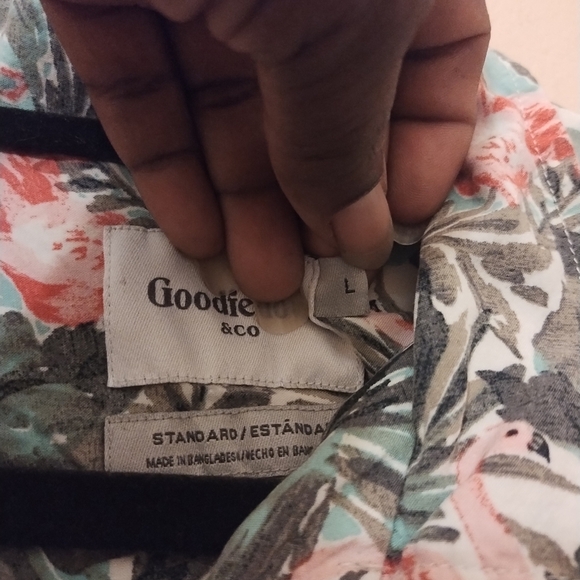 Goodfe
&CO
L
STANDARD/ESTÁNDA
MADE IN BANGLADESH/HECHO EN BAN